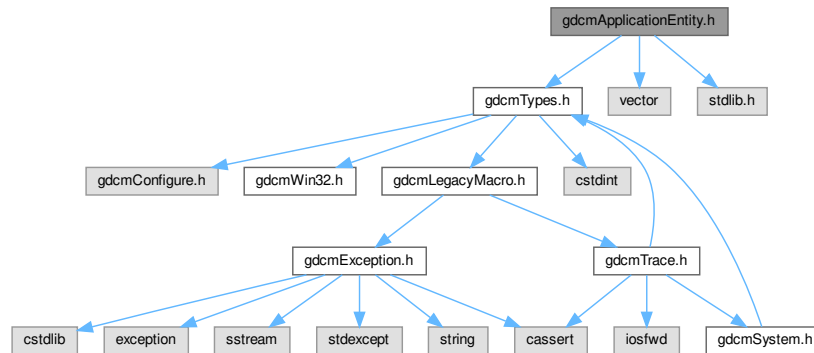 gdcmApplicationEntity.h
gdcmTypes.h
vector
stdlib.h
gdcmConfigure.h
gdcmWin32.h
gdcmLegacyMacro.h
cstdint
gdcmException.h
gdcmTrace.h
cstdlib
exception
sstream
stdexcept
string
cassert
iosfwd
gdcmSystem.h